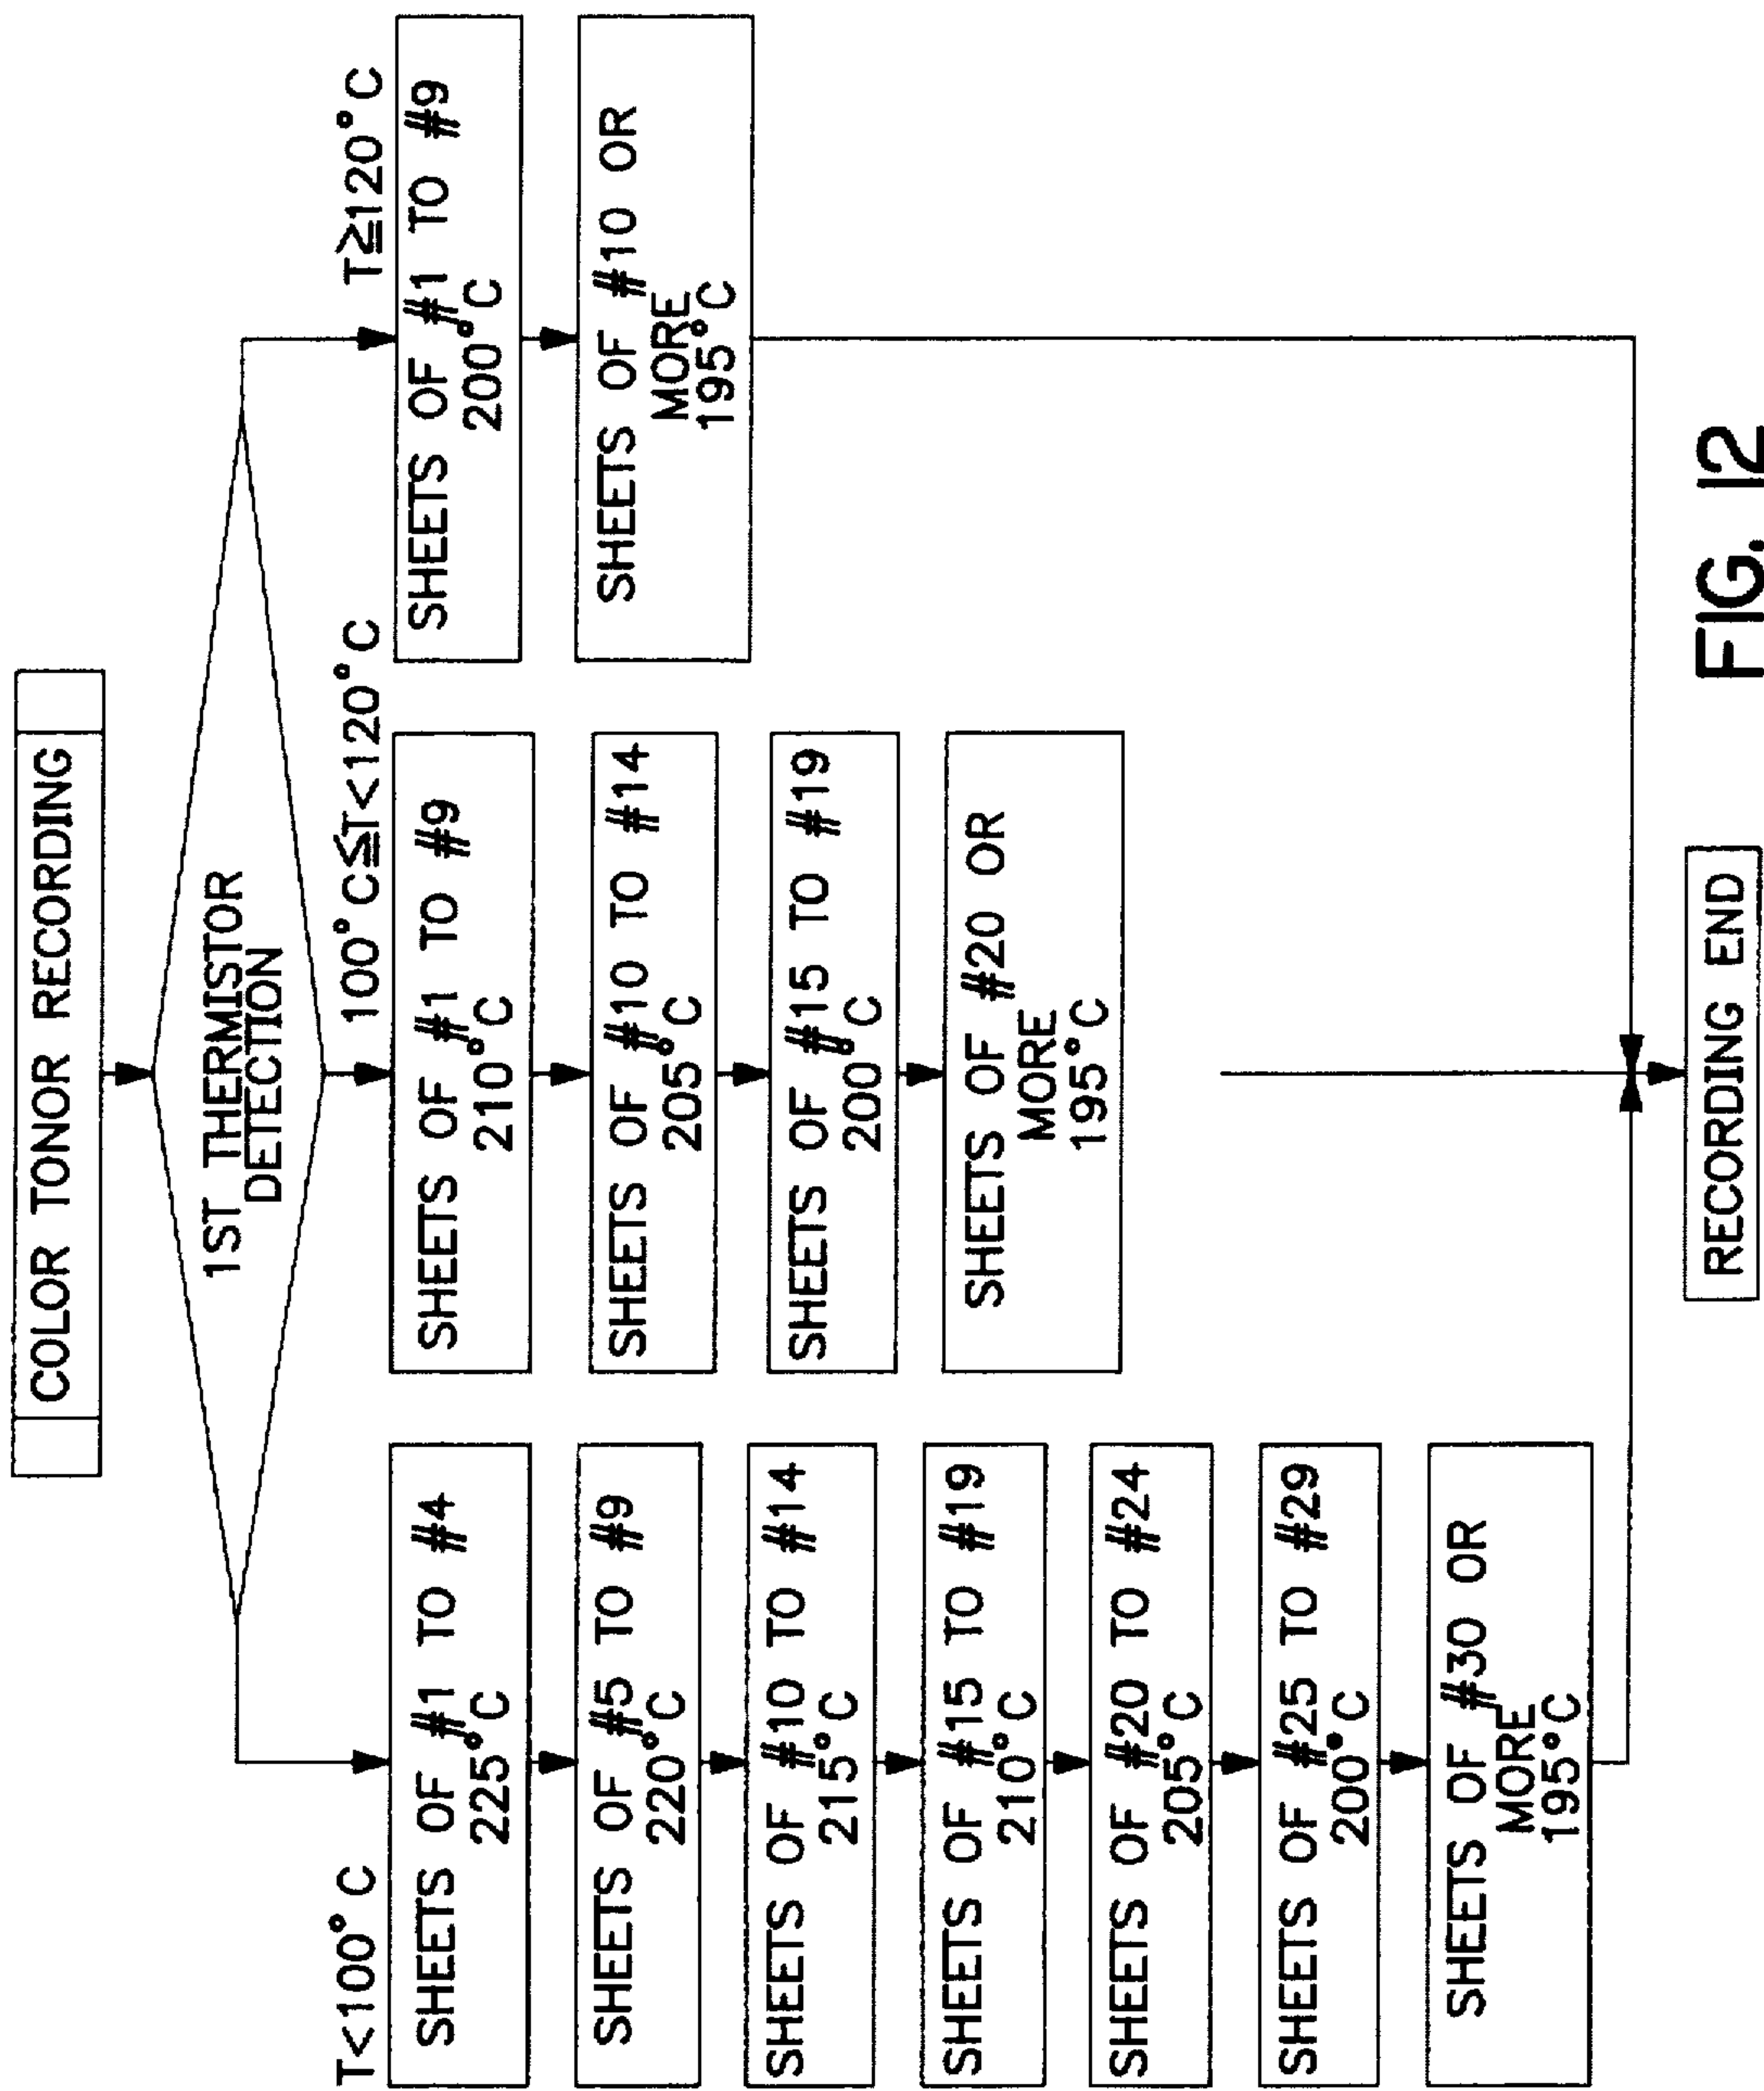 COLOR TONOR RECORDING
1ST THERMISTOR
DETECTION
T<100°C
SHEETS OF #1 TO #4
225°C
SHEETS OF #5 TO #9
220°C
SHEETS OF #10 TO #14
215°C
SHEETS OF #15 TO #19
210°C
SHEETS OF #20 TO #24
205°C
SHEETS OF #25 TO #29
200°C
SHEETS OF #30 OR
MORE
195°C
100°C≦T<120°C
SHEETS OF #1 TO #9
210°C
SHEETS OF #10 TO #14
205°C
SHEETS OF #15 TO #19
200°C
SHEETS OF #20 OR
MORE
195°C
T≧120°C
SHEETS OF #1 TO #9
200°C
SHEETS OF #10 OR
MORE
195°C
RECORDING END
FIG. 12